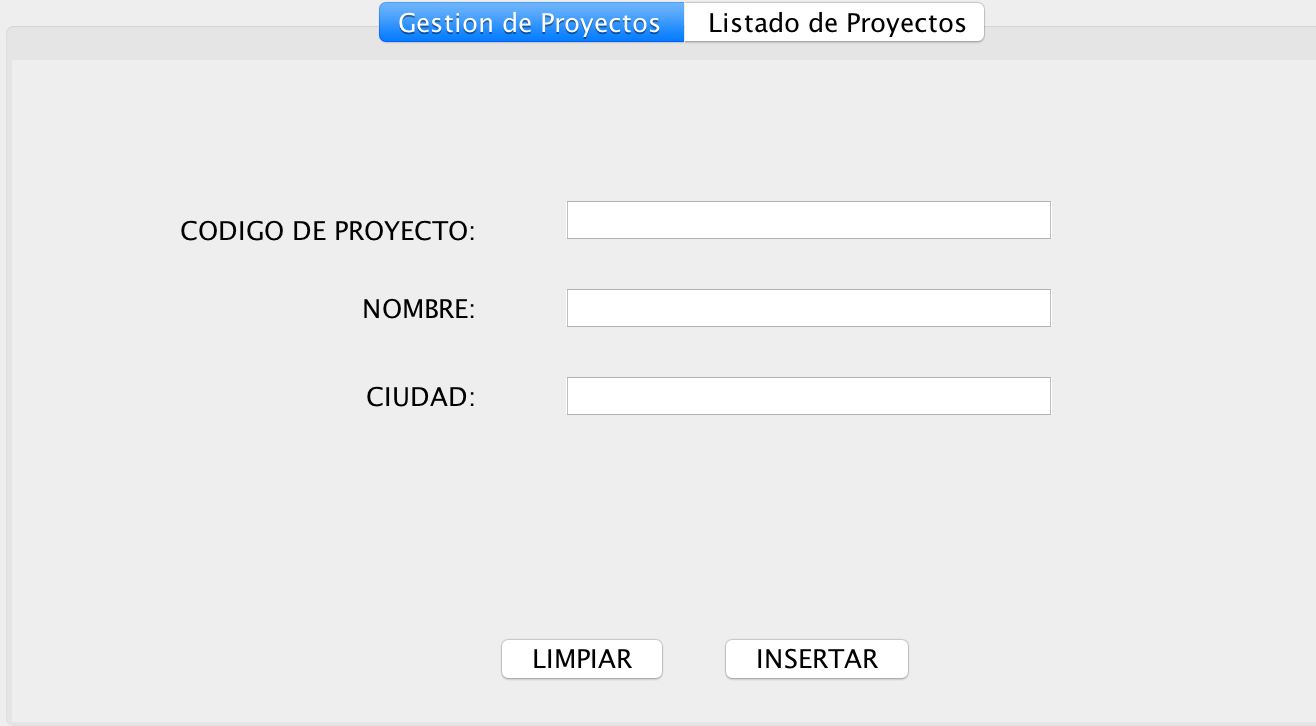 Gestion de Proyectos Listado de Proyectos
CODIGO DE PROYECTO:
NOMBRE:
CIUDAD:
LIMPIAR INSERTAR